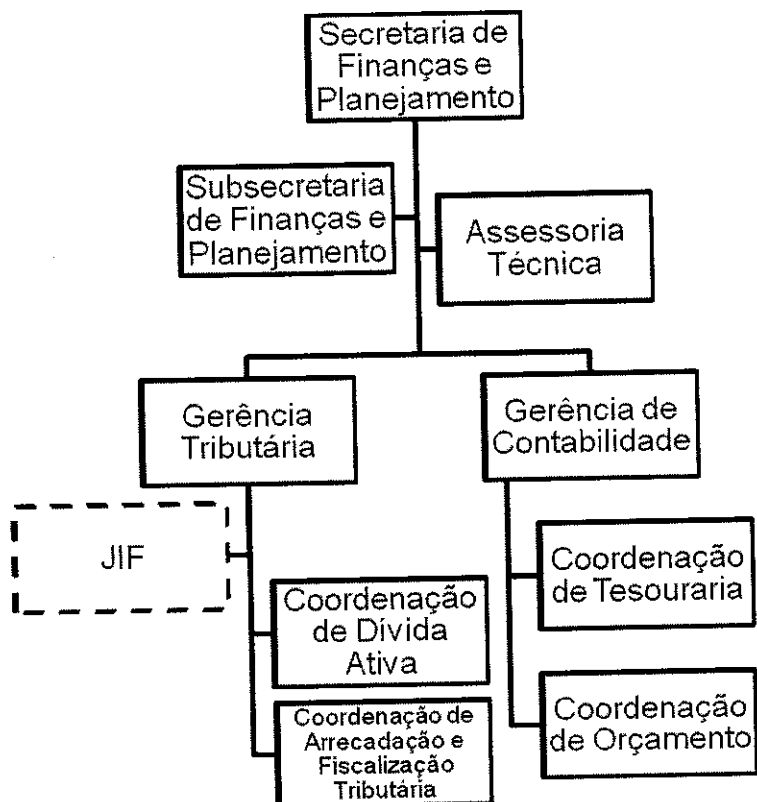 Secretaria de
Finanças e
Planejamento
Subsecretaria
de Finanças e
Planejamento
Assessoria
Técnica
Gerência
Tributária
Gerência de
Contabilidade
JIF
Coordenação
de Tesouraria
Coordenação
de Dívida
Ativa
Coordenação de
Arrecadação e
Fiscalização
Tributária
Coordenação
de Orçamento